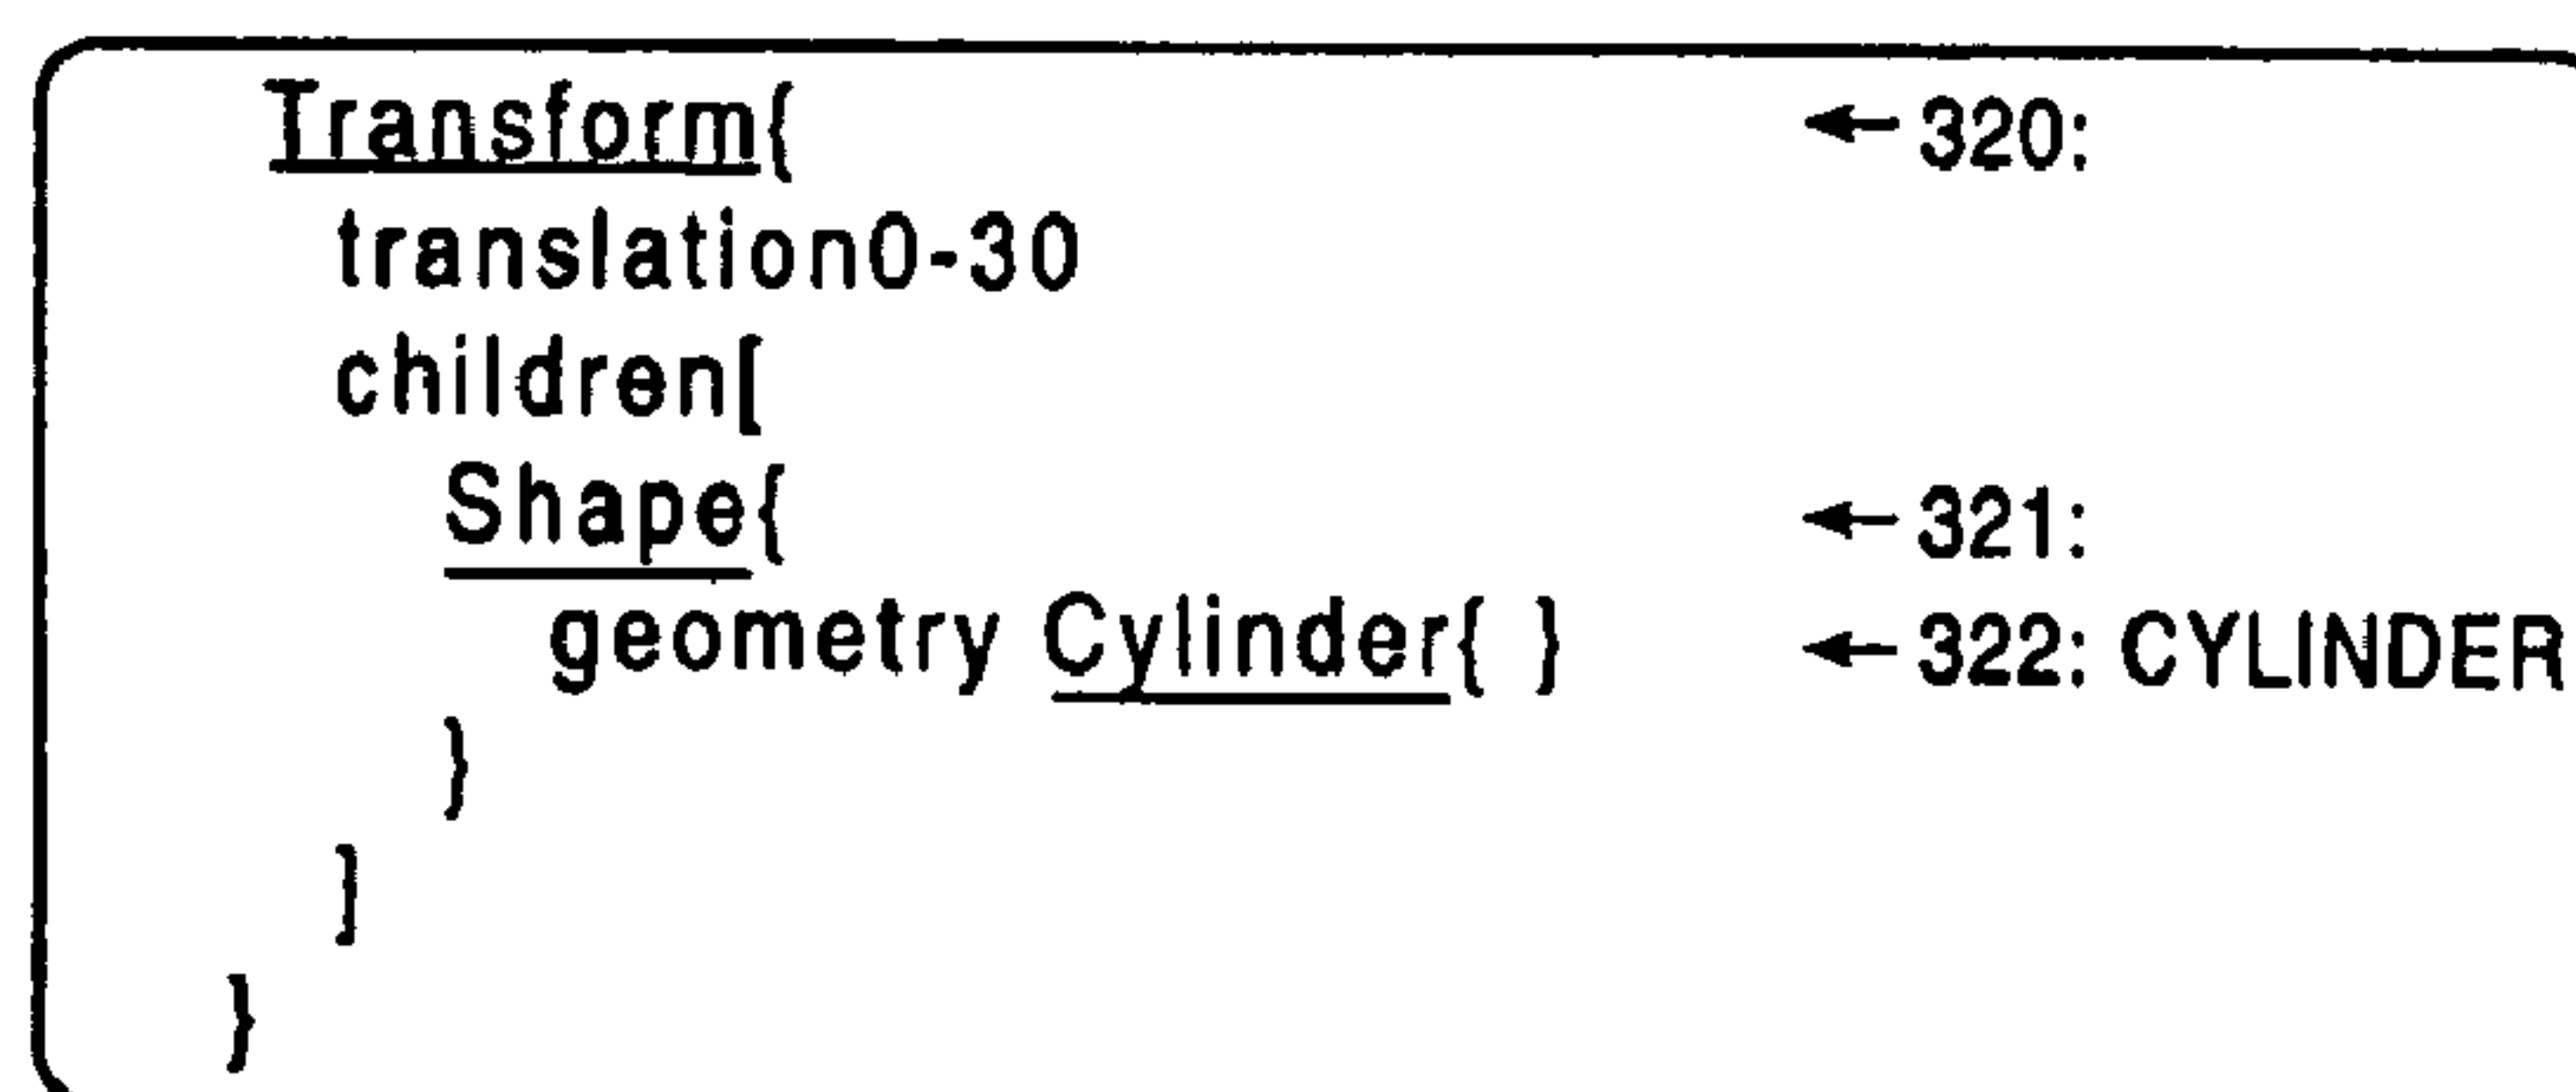 Transform{ ← 320:
translation0-30
children[
Shape{ ← 321:
geometry Cylinder{ } ← 322: CYLINDER
}
]
}